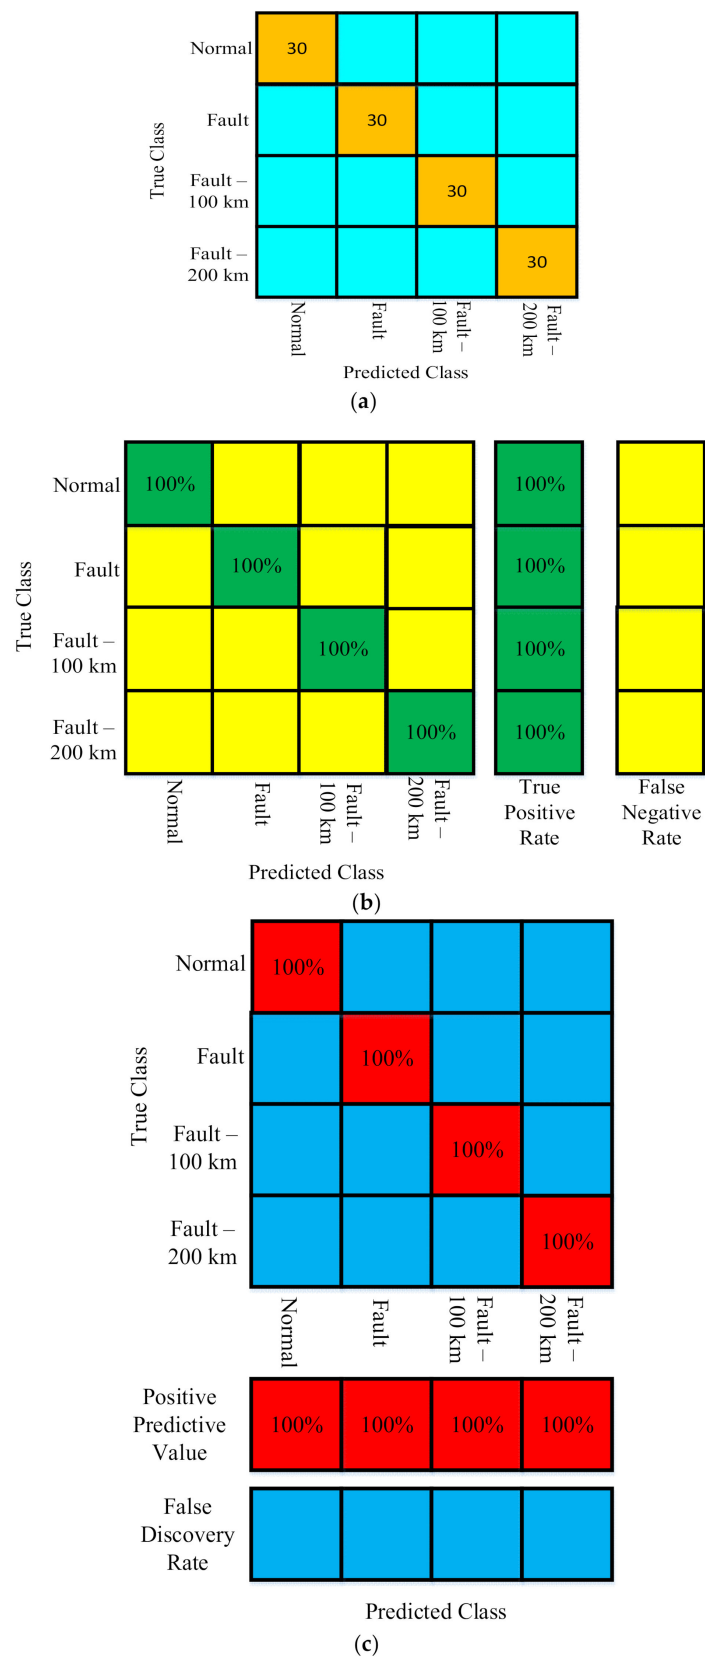 Normal
30
Fault
30
Fault –
100 km
30
Fault –
200 km
30
True Class
Normal
Fault
Fault –
100 km
Fault –
200 km
Predicted Class
(a)
Normal
100%
100%
Fault
100%
100%
Fault –
100 km
100%
100%
Fault –
200 km
100%
100%
True Class
Normal
Fault
Fault –
100 km
Fault –
200 km
True
Positive
Rate
False
Negative
Rate
Predicted Class
(b)
Normal
100%
Fault
100%
Fault –
100 km
100%
Fault –
200 km
100%
True Class
Normal
Fault
Fault –
100 km
Fault –
200 km
Positive
Predictive
Value
100%
100%
100%
100%
False
Discovery
Rate
Predicted Class
(c)